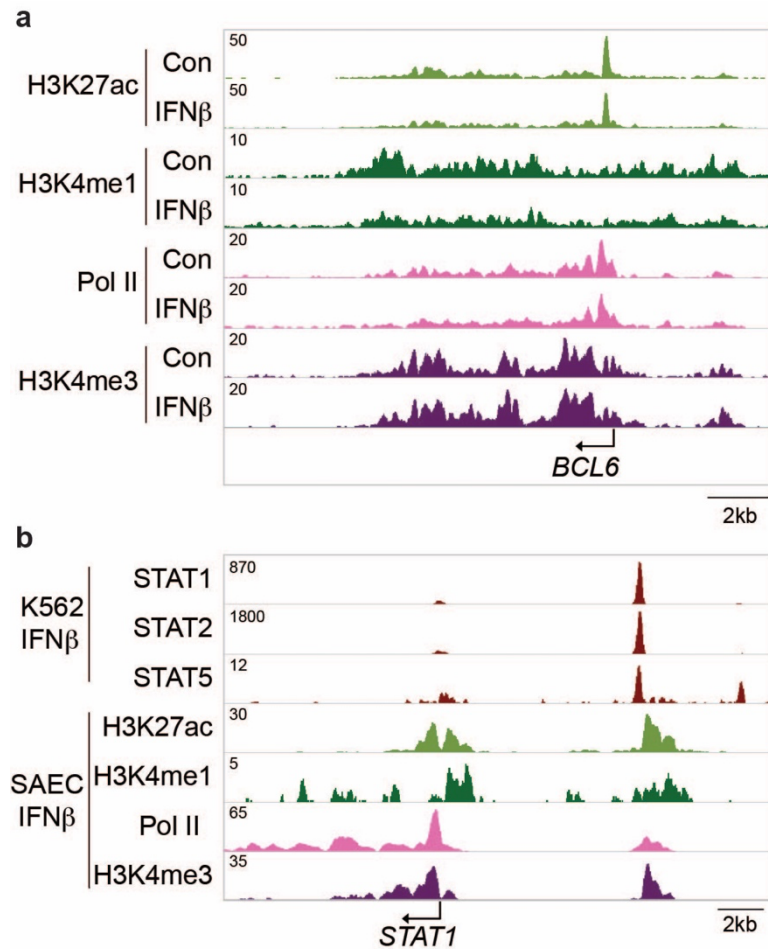 a
H3K27ac
Con
50
IFNβ
50
H3K4me1
Con
10
IFNβ
10
Pol II
Con
20
IFNβ
20
H3K4me3
Con
20
IFNβ
20
BCL6
2kb
b
K562
IFNβ
STAT1
870
STAT2
1800
STAT5
12
SAEC
IFNβ
H3K27ac
30
H3K4me1
5
Pol II
65
H3K4me3
35
STAT1
2kb